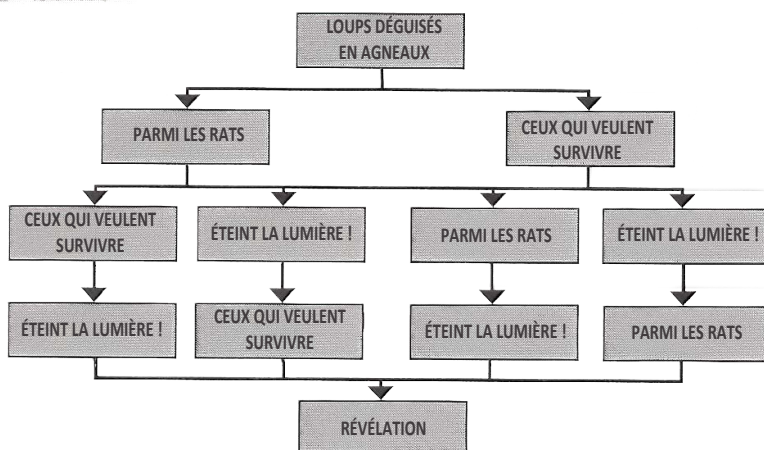 LOUPS DÉGUISÉS
EN AGNEAUX
PARMI LES RATS
CEUX QUI VEULENT
SURVIVRE
CEUX QUI VEULENT
SURVIVRE
ÉTEINT LA LUMIÈRE !
PARMI LES RATS
ÉTEINT LA LUMIÈRE !
ÉTEINT LA LUMIÈRE !
CEUX QUI VEULENT
SURVIVRE
ÉTEINT LA LUMIÈRE !
PARMI LES RATS
RÉVÉLATION